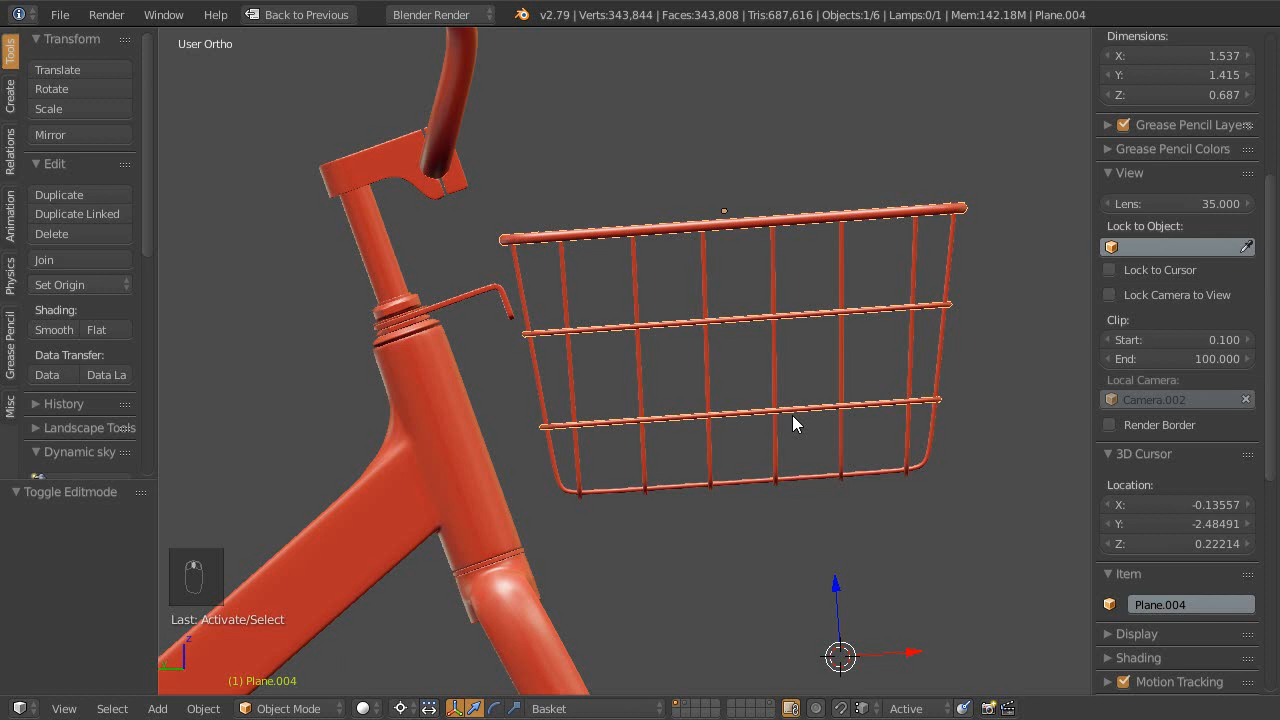 File Render Window Help Back to Previous Blender Render v2.79 | Verts:343,844 | Faces:343,808 | Tris:687,616 | Objects:1/6 | Lamps:0/1 | Mem:142.18M | Plane.004
Tools
Create
Relations
Animation
Physics
Grease Pencil
Misc
Transform
Translate
Rotate
Scale
Mirror
Edit
Duplicate
Duplicate Linked
Delete
Join
Set Origin
Shading:
Smooth Flat
Data Transfer:
Data Data La
History
Landscape Tools
Dynamic sky
Toggle Editmode
User Ortho
Last: Activate/Select
z
(1) Plane.004
Dimensions:
X: 1.537
Y: 1.415
Z: 0.687
Grease Pencil Layers
Grease Pencil Colors
View
Lens: 35.000
Lock to Object:
Lock to Cursor
Lock Camera to View
Clip:
Start: 0.100
End: 100.000
Local Camera:
Camera.002
Render Border
3D Cursor
Location:
X: -0.13557
Y: -2.48491
Z: 0.22214
Item
Plane.004
Display
Shading
Motion Tracking
View Select Add Object Object Mode Basket Active